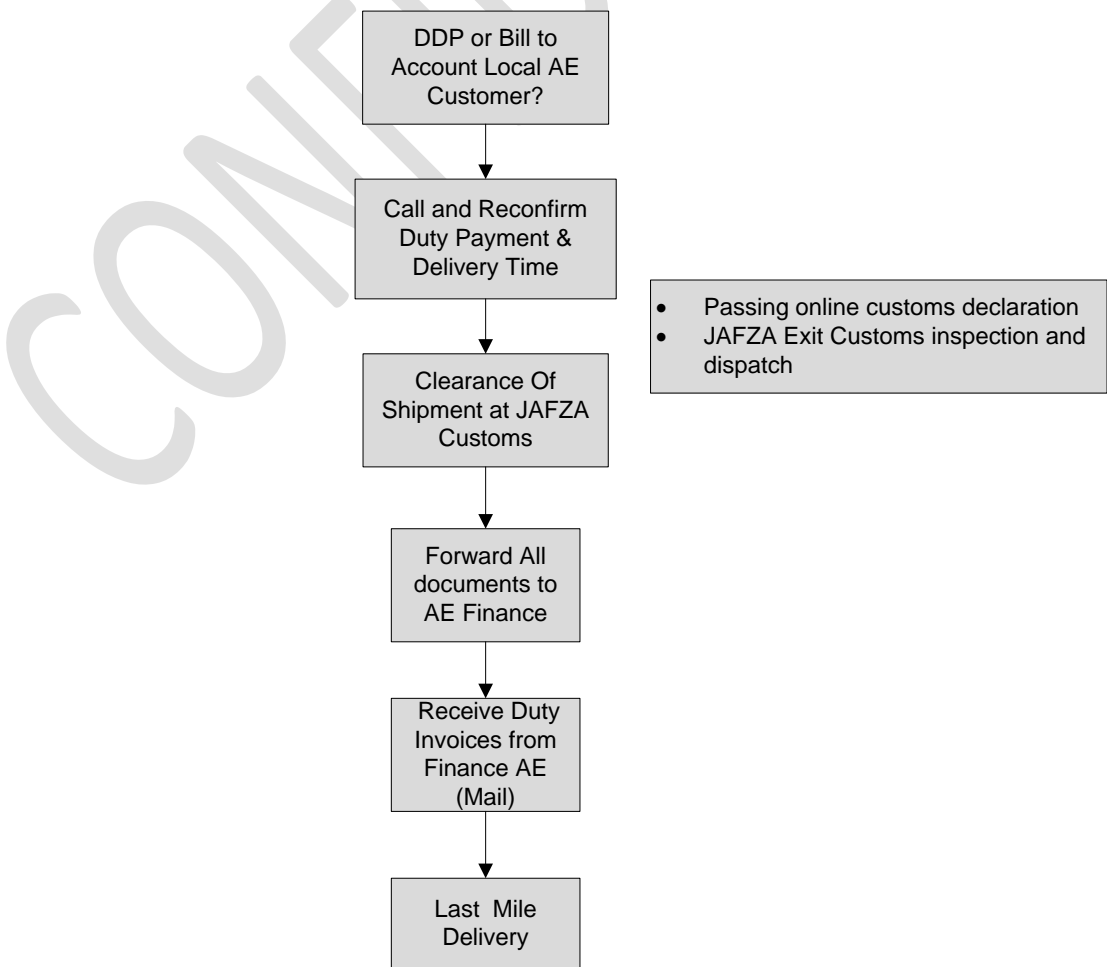 DDP or Bill to
Account Local AE
Customer?
Call and Reconfirm
Duty Payment &
Delivery Time
• Passing online customs declaration
• JAFZA Exit Customs inspection and
dispatch
Clearance Of
Shipment at JAFZA
Customs
Forward All
documents to
AE Finance
Receive Duty
Invoices from
Finance AE
(Mail)
Last Mile
Delivery